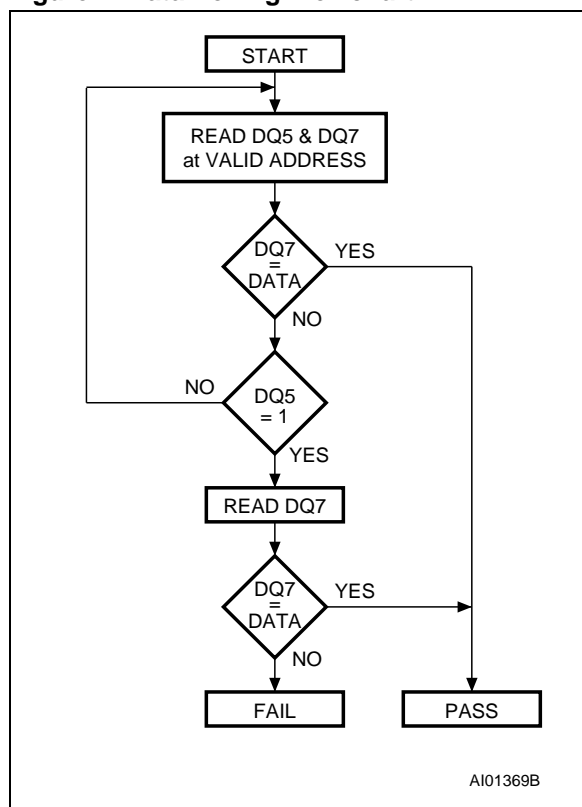 START
READ DQ5 & DQ7
at VALID ADDRESS
DQ7
=
DATA
YES
NO
NO
DQ5
= 1
YES
READ DQ7
DQ7
=
DATA
YES
NO
FAIL
PASS
AI01369B